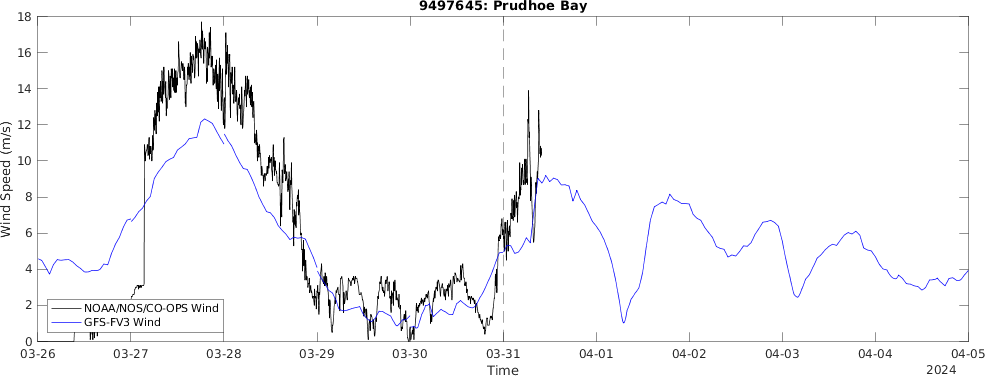 9497645: Prudhoe Bay
18
16
14
12
10
8
6
4
2
0
Wind Speed (m/s)
NOAA/NOS/CO-OPS Wind
GFS-FV3 Wind
03-26 03-27 03-28 03-29 03-30 03-31 04-01 04-02 04-03 04-04 04-05
Time
2024